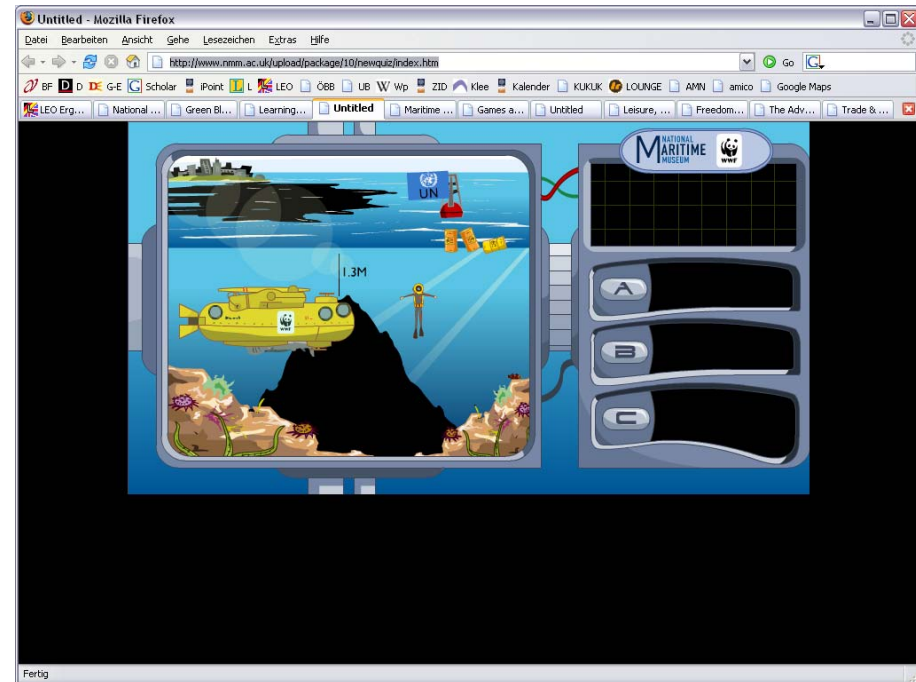 Untitled - Mozilla Firefox
Datei Bearbeiten Ansicht Gehe Lesezeichen Extras Hilfe
http://www.nmm.ac.uk/upload/package/10/newquiz/index.htm Go G
BF D D G-E G Scholar iPoint L L LEO ÖBB UB W Wp ZID Klee Kalender KUKUK LOUNGE AMN amico Google Maps
LEO Erg... National ... Green Bl... Learning... Untitled Maritime ... Games a... Untitled Leisure, ... Freedom... The Adv... Trade & ...
NATIONAL
MARITIME
MUSEUM
WWF
UN
1.3M
WWF
A
B
C
Fertig